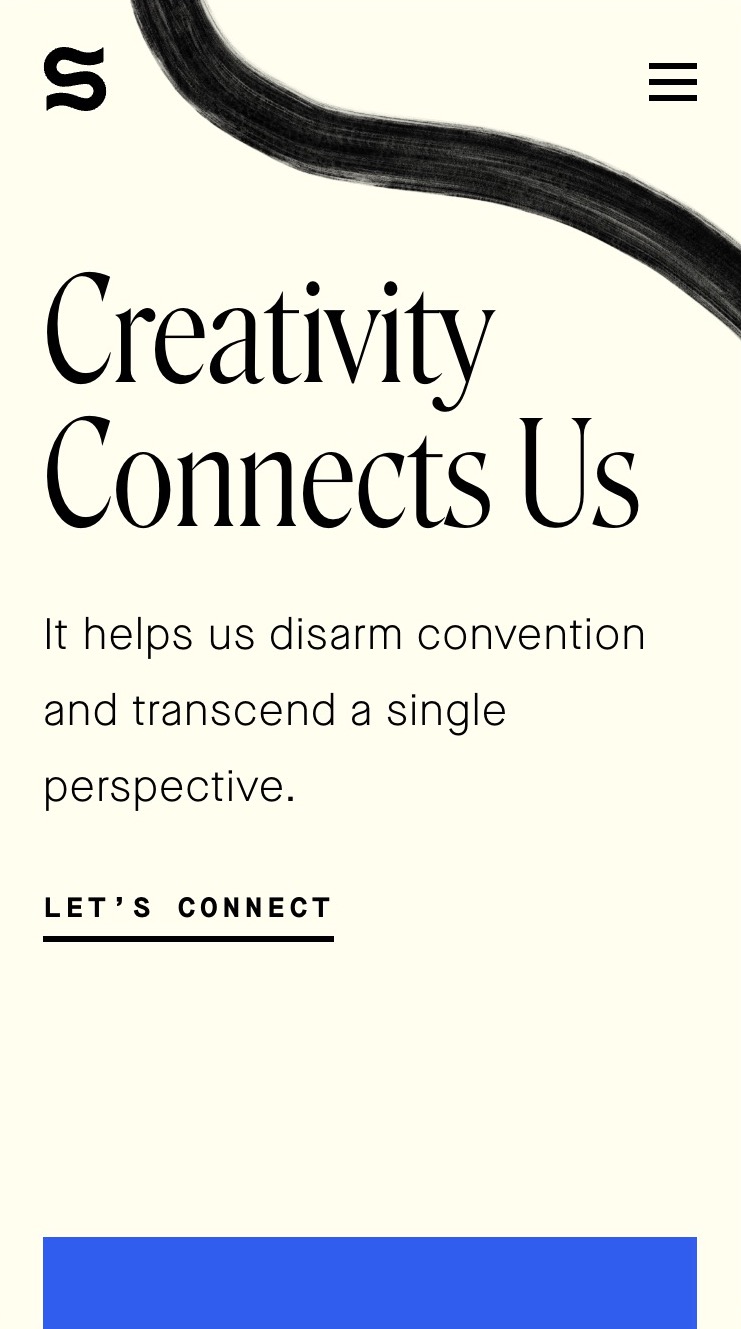 S
Creativity
Connects Us
It helps us disarm convention
and transcend a single
perspective.
LET’S CONNECT